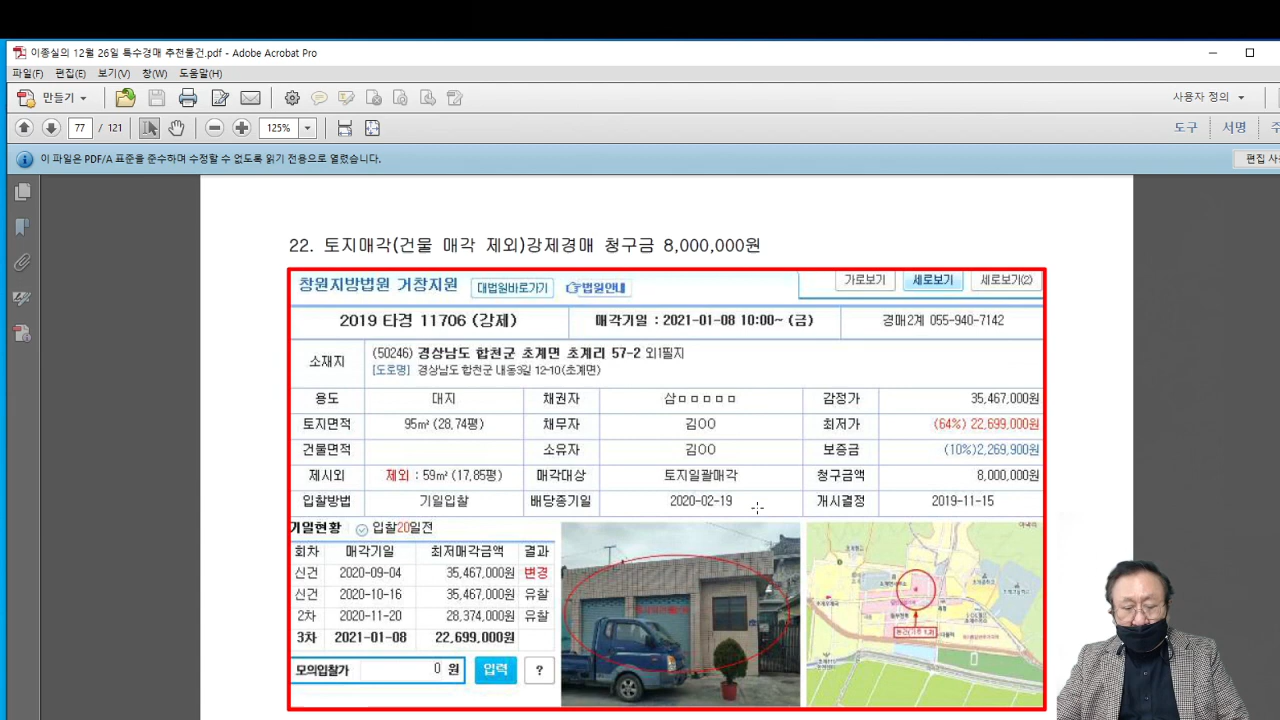 이종실의 12월 26일 특수경매 추천물건.pdf - Adobe Acrobat Pro
파일(F) 편집(E) 보기(V) 창(W) 도움말(H)
만들기 사용자 정의
77 / 121 125% 도구 서명
이 파일은 PDF/A 표준을 준수하며 수정할 수 없도록 읽기 전용으로 열렸습니다. 편집 사
22. 토지매각(건물 매각 제외)강제경매 청구금 8,000,000원
창원지방법원 거창지원 대법원바로가기 법원안내 가로보기 세로보기 세로보기(2)
2019 타경 11706 (강제) 매각기일 : 2021-01-08 10:00~ (금) 경매2계 055-940-7142
소재지 (50246) 경상남도 합천군 초계면 초계리 57-2 외1필지
[도로명] 경상남도 합천군 내동3일 12-10(초계면)
용도 대지 채권자 삼ㅁㅁㅁㅁㅁ 감정가 35,467,000원
토지면적 95㎡ (28,74평) 채무자 김OO 최저가 (64%) 22,699,000원
건물면적 소유자 김OO 보증금 (10%)2,269,900원
제시외 제외 : 59㎡ (17,85평) 매각대상 토지일괄매각 청구금액 8,000,000원
입찰방법 기일입찰 배당종기일 2020-02-19 개시결정 2019-11-15
기일현황 입찰20일전
회차 매각기일 최저매각금액 결과
신건 2020-09-04 35,467,000원 변경
신건 2020-10-16 35,467,000원 유찰
2차 2020-11-20 28,374,000원 유찰
3차 2021-01-08 22,699,000원
모의입찰가 0 원 입력 ?